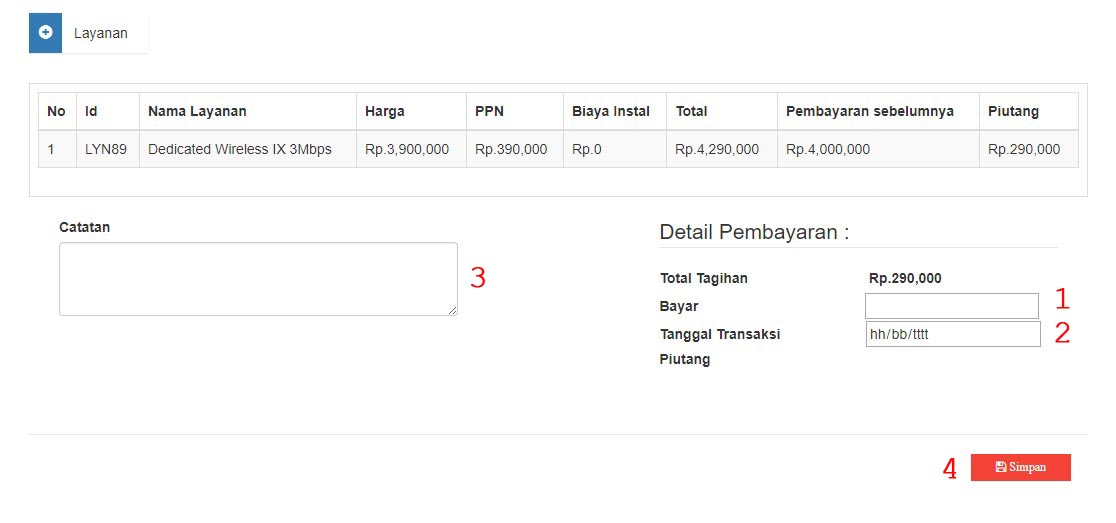 Layanan
No Id Nama Layanan Harga PPN Biaya Instal Total Pembayaran sebelumnya Piutang
1 LYN89 Dedicated Wireless IX 3Mbps Rp.3,900,000 Rp.390,000 Rp.0 Rp.4,290,000 Rp.4,000,000 Rp.290,000
Catatan
3
Detail Pembayaran :
Total Tagihan Rp.290,000
Bayar 1
Tanggal Transaksi hh/bb/tttt 2
Piutang
4 Simpan